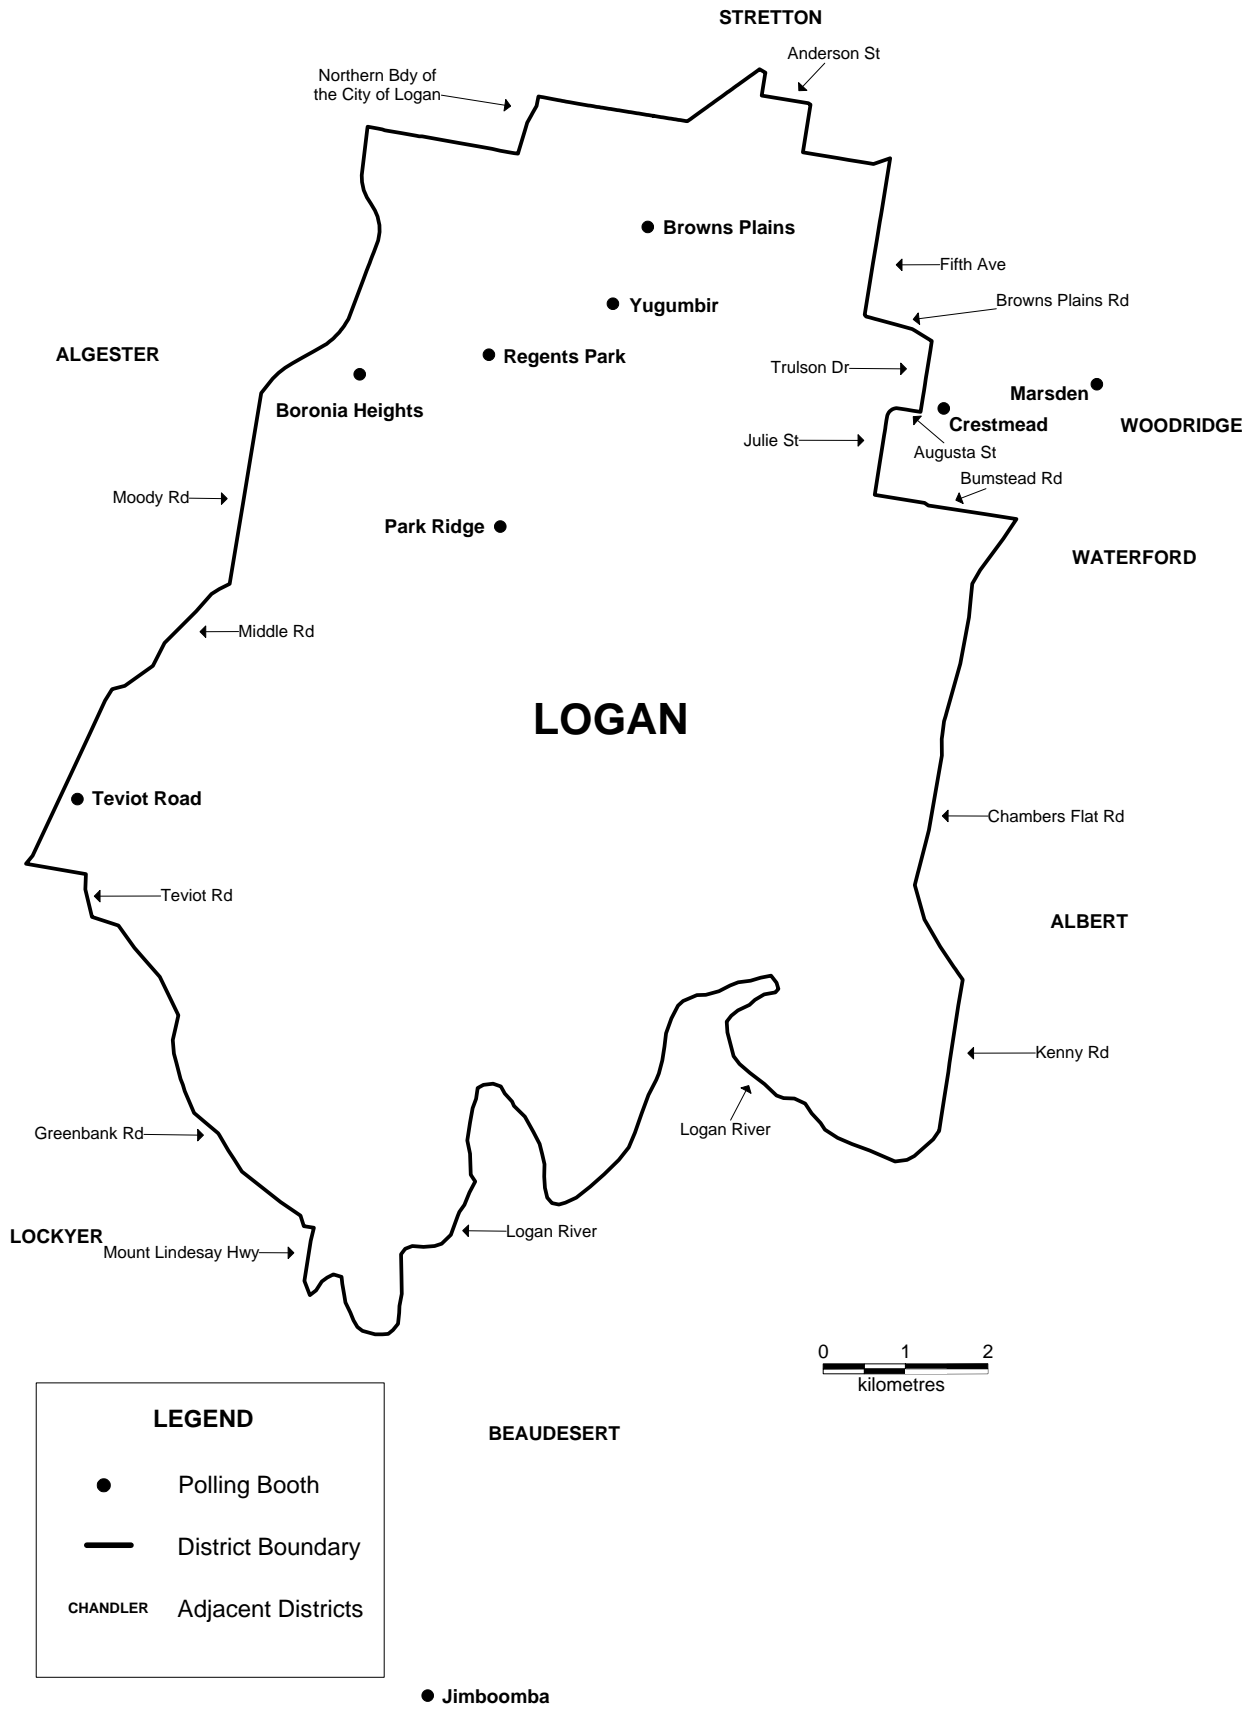 STRETTON
Anderson St
Northern Bdy of
the City of Logan
Browns Plains
Fifth Ave
Browns Plains Rd
Yugumbir
ALGESTER
Regents Park
Trulson Dr
Marsden
Boronia Heights
Crestmead
WOODRIDGE
Julie St
Augusta St
Bumstead Rd
Moody Rd
Park Ridge
WATERFORD
Middle Rd
LOGAN
Teviot Road
Chambers Flat Rd
Teviot Rd
ALBERT
Kenny Rd
Logan River
Greenbank Rd
LOCKYER
Logan River
Mount Lindesay Hwy
0 1 2
kilometres
LEGEND
BEAUDESERT
Polling Booth
District Boundary
CHANDLER Adjacent Districts
Jimboomba